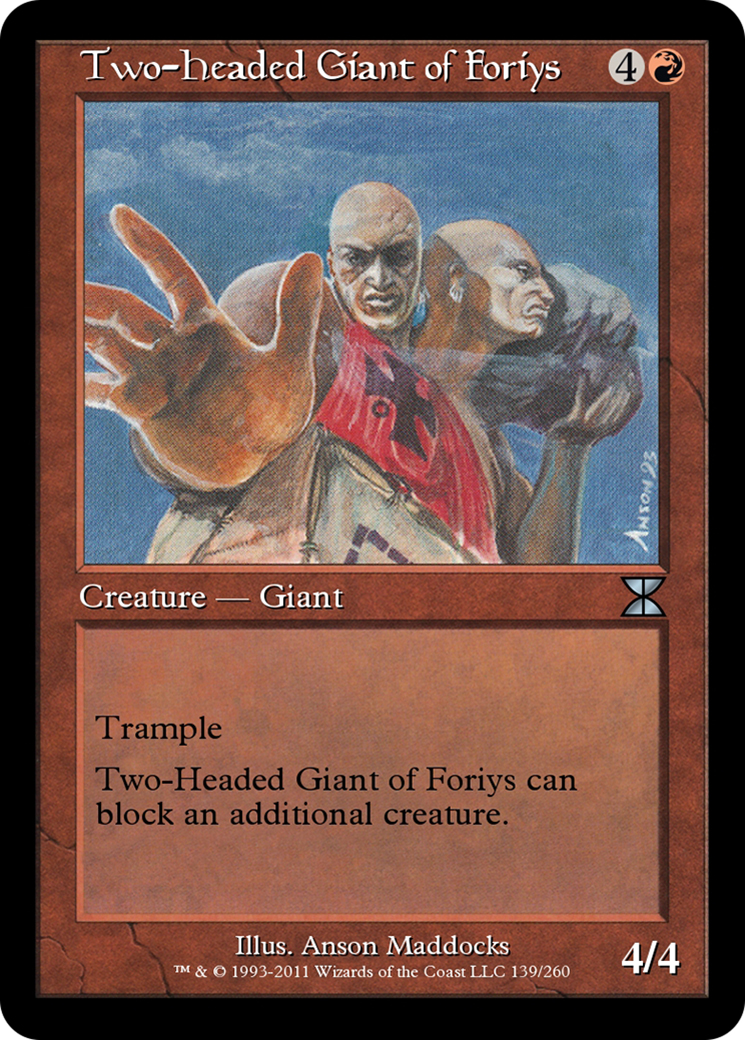 Two-Headed Giant of Foriys 4
ANSON 93
Creature — Giant
Trample
Two-Headed Giant of Foriys can
block an additional creature.
Illus. Anson Maddocks
™ & © 1993-2011 Wizards of the Coast LLC 139/260
4/4